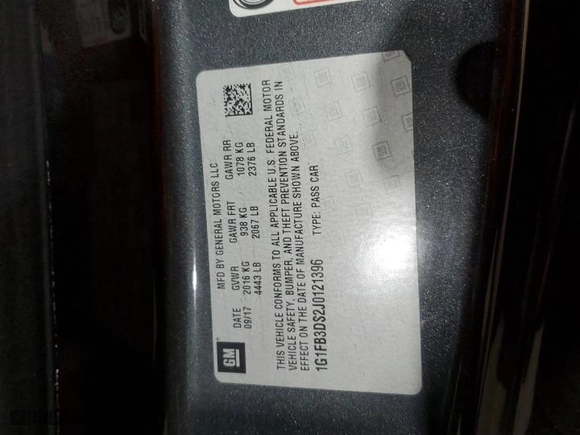 GM
MFD BY GENERAL MOTORS LLC
DATE GVWR GAWR FRT GAWR RR
09/17 2016 KG 938 KG 1078 KG
4443 LB 2067 LB 2376 LB
THIS VEHICLE CONFORMS TO ALL APPLICABLE U.S. FEDERAL MOTOR
VEHICLE SAFETY, BUMPER, AND THEFT PREVENTION STANDARDS IN
EFFECT ON THE DATE OF MANUFACTURE SHOWN ABOVE.
1G1FB3DS2J0121396 TYPE: PASS CAR